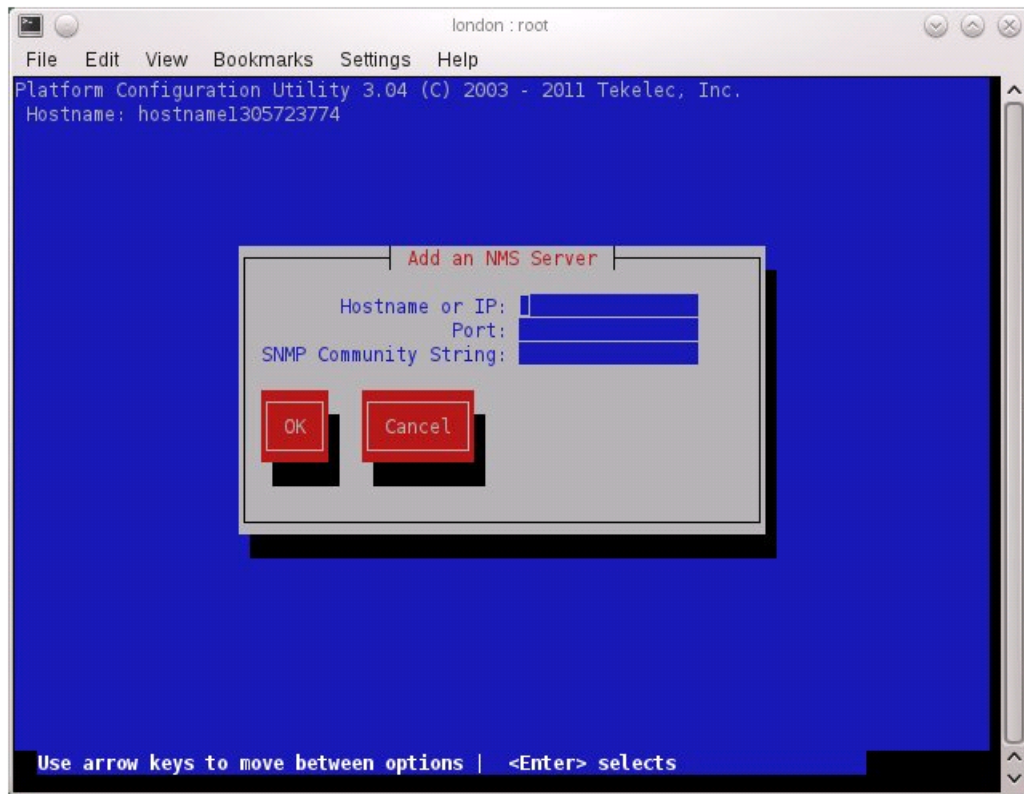 london : root
File Edit View Bookmarks Settings Help
Platform Configuration Utility 3.04 (C) 2003 - 2011 Tekelec, Inc.
Hostname: hostname1305723774
Add an NMS Server
Hostname or IP:
Port:
SNMP Community String:
OK Cancel
Use arrow keys to move between options | <Enter> selects